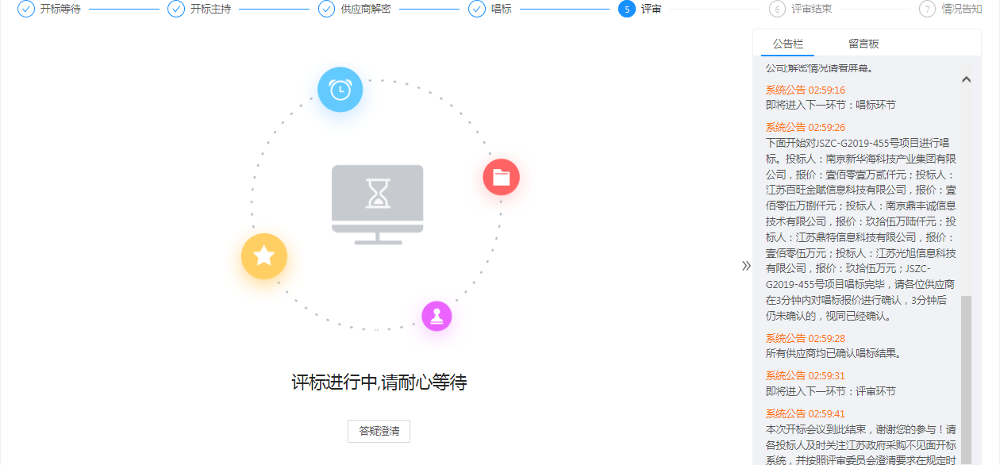 开标等待
开标主持
供应商解密
唱标
5 评审
6 评审结束
7 情况告知
评标进行中,请耐心等待
答疑澄清
公告栏
留言板
公司;解密情况请看屏幕。
系统公告 02:59:16
即将进入下一环节：唱标环节
系统公告 02:59:26
下面开始对JSZC-G2019-455号项目进行唱
标。投标人：南京新华海科技产业集团有限
公司，报价：壹佰零壹万贰仟元；投标人：
江苏百旺金赋信息科技有限公司，报价：壹
佰零伍万捌仟元；投标人：南京鼎丰诚信息
技术有限公司，报价：玖拾伍万陆仟元；投
标人：江苏鼎特信息科技有限公司，报价：
壹佰零伍万元；投标人：江苏光旭信息科技
有限公司，报价：玖拾伍万元；JSZC-
G2019-455号项目唱标完毕，请各位供应商
在3分钟内对唱标报价进行确认，3分钟后
仍未确认的，视同已经确认。
系统公告 02:59:28
所有供应商均已确认唱标结果。
系统公告 02:59:31
即将进入下一环节：评审环节
系统公告 02:59:41
本次开标会议到此结束，谢谢您的参与！请
各投标人及时关注江苏政府采购不见面开标
系统，并按照评审委员会澄清要求在规定时